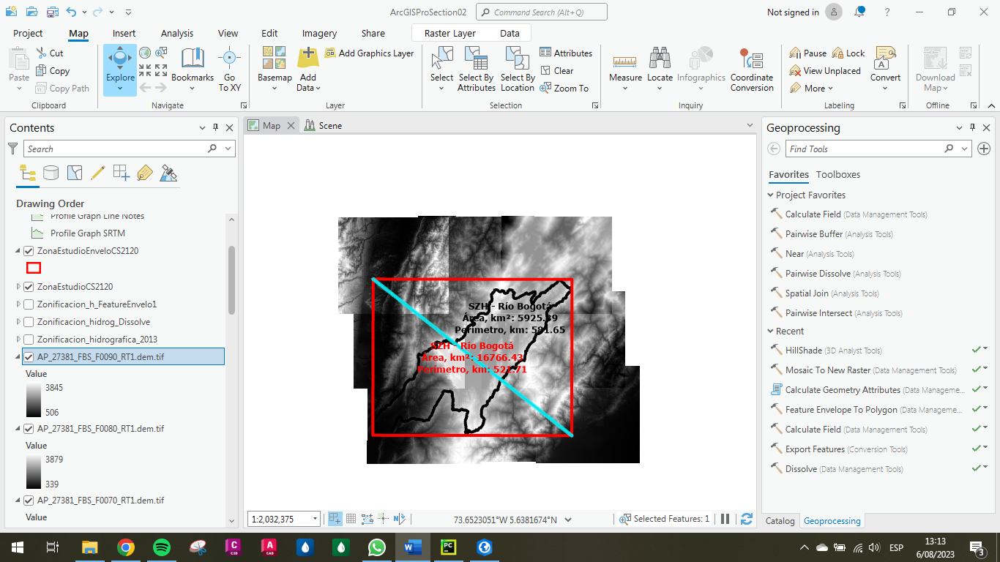 ArcGISProSection02
Command Search (Alt+Q)
Not signed in
?
Project
Map
Insert
Analysis
View
Edit
Imagery
Share
Raster Layer
Data
Paste
Cut
Copy
Copy Path
Clipboard
Explore
Bookmarks
Go
To XY
Navigate
Basemap
Add
Data
Add Graphics Layer
Layer
Select
Select By
Attributes
Select By
Location
Attributes
Clear
Zoom To
Selection
Measure
Locate
Infographics
Coordinate
Conversion
Inquiry
Pause
Lock
View Unplaced
More
Convert
Labeling
Download
Map
Offline
Contents
Search
Drawing Order
Profile Graph Line Notes
Profile Graph SRTM
ZonaEstudioEnveloCS2120
ZonaEstudioCS2120
Zonificacion_h_FeatureEnvelo1
Zonificacion_hidrog_Dissolve
Zonificacion_hidrografica_2013
AP_27381_FBS_F0090_RT1.dem.tif
Value
3845
506
AP_27381_FBS_F0080_RT1.dem.tif
Value
3879
339
AP_27381_FBS_F0070_RT1.dem.tif
Value
Map
Scene
SZH - Río Bogotá
Área, km²: 5925.89
Perímetro, km: 581.65
SZH - Río Bogotá
Área, km²: 16766.43
Perímetro, km: 521.71
1:2,032,375
73.6523051°W 5.6381674°N
Selected Features: 1
Geoprocessing
Find Tools
Favorites
Toolboxes
Project Favorites
Calculate Field (Data Management Tools)
Pairwise Buffer (Analysis Tools)
Near (Analysis Tools)
Pairwise Dissolve (Analysis Tools)
Spatial Join (Analysis Tools)
Pairwise Intersect (Analysis Tools)
Recent
HillShade (3D Analyst Tools)
Mosaic To New Raster (Data Management Tools)
Calculate Geometry Attributes (Data Manageme...
Feature Envelope To Polygon (Data Manageme...
Calculate Field (Data Management Tools)
Export Features (Conversion Tools)
Dissolve (Data Management Tools)
Catalog
Geoprocessing
C
C3D
A
CAD
W
PC
ESP
13:13
6/08/2023
3